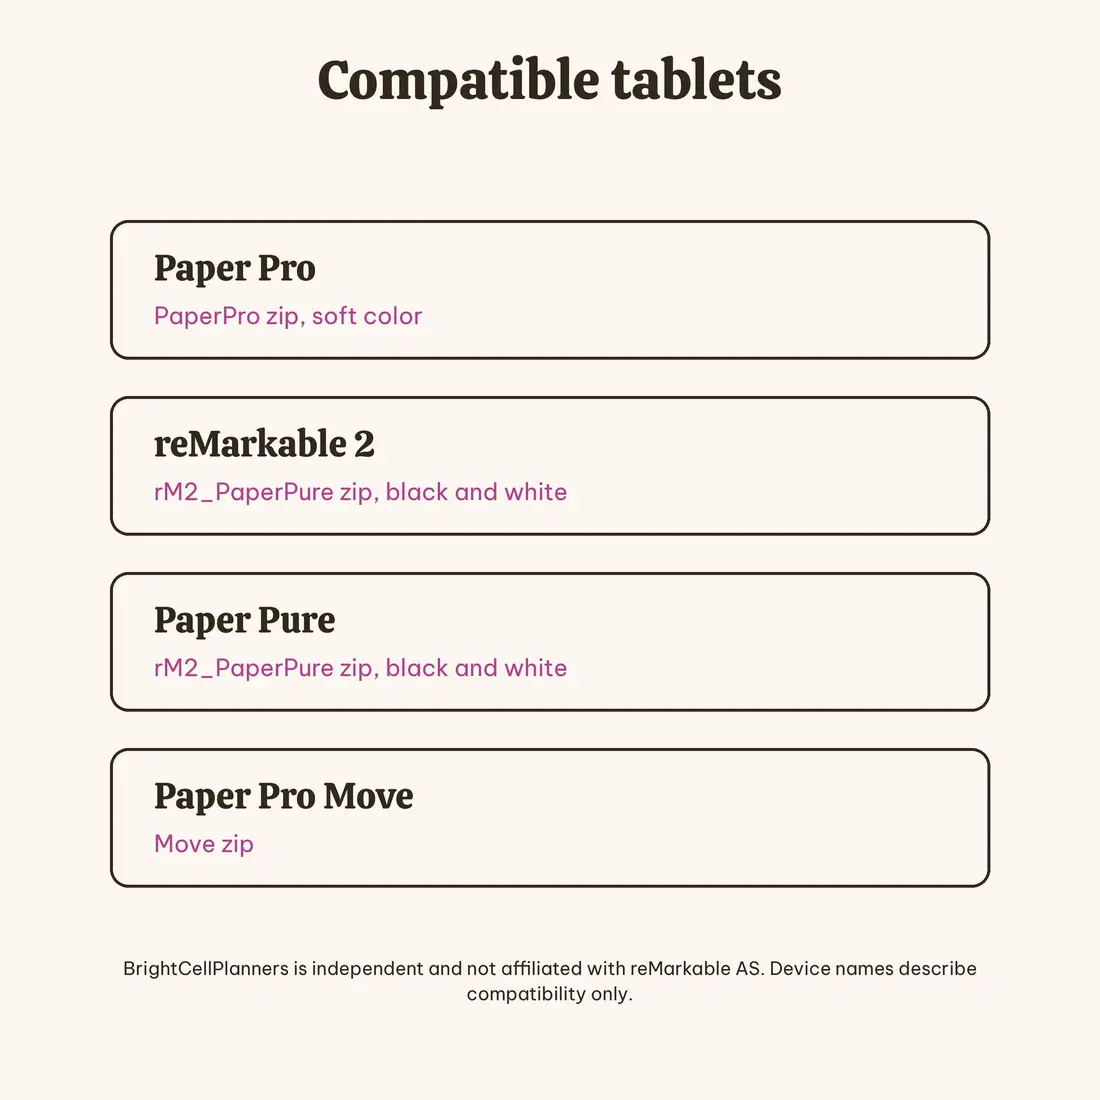 Compatible tablets
Paper Pro
PaperPro zip, soft color
reMarkable 2
rM2_PaperPure zip, black and white
Paper Pure
rM2_PaperPure zip, black and white
Paper Pro Move
Move zip
BrightCellPlanners is independent and not affiliated with reMarkable AS. Device names describe
compatibility only.